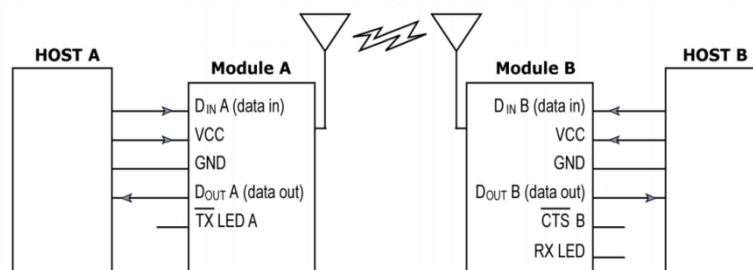 HOST A
Module A
Module B
HOST B
DIN A (data in)
VCC
GND
DOUT A (data out)
TX LED A
DIN B (data in)
VCC
GND
DOUT B (data out)
CTS B
RX LED